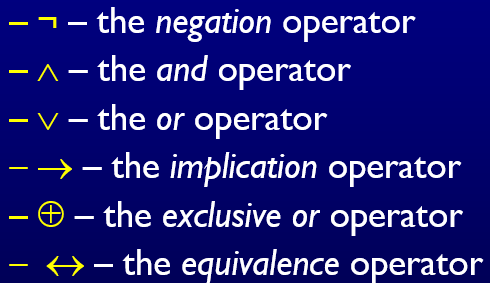 – ¬ – the negation operator
– ∧ – the and operator
– ∨ – the or operator
– → – the implication operator
– ⊕ – the exclusive or operator
– ↔ – the equivalence operator